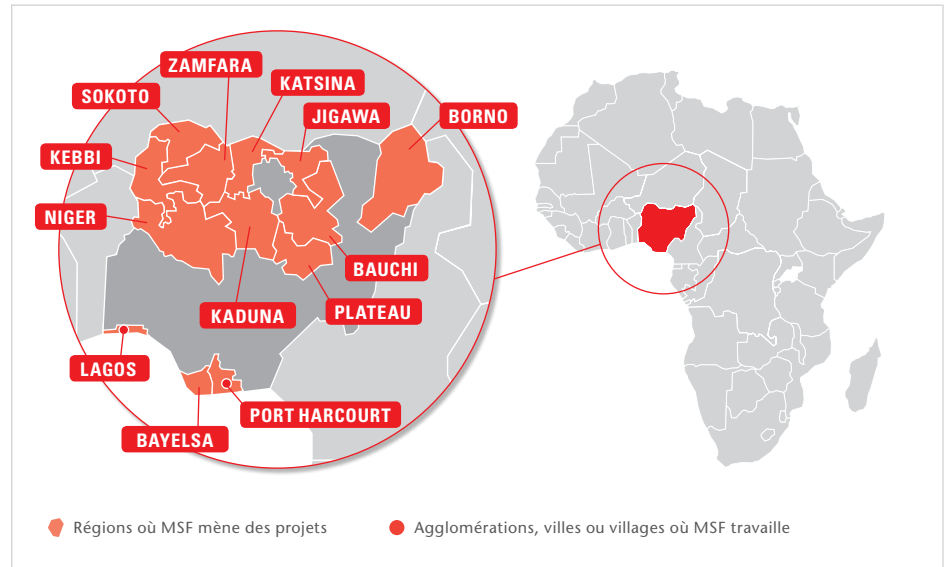 ZAMFARA
KATSINA
SOKOTO
JIGAWA
BORNO
KEBBI
NIGER
BAUCHI
PLATEAU
KADUNA
LAGOS
PORT HARCOURT
BAYELSA
Régions où MSF mène des projets
Agglomérations, villes ou villages où MSF travaille